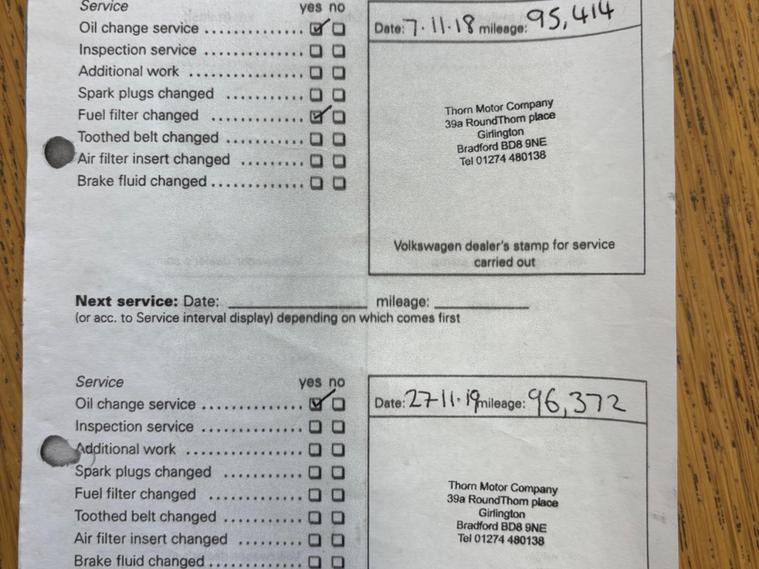 Service yes no
Oil change service
Inspection service
Additional work
Spark plugs changed
Fuel filter changed
Toothed belt changed
Air filter insert changed
Brake fluid changed
Date: 7.11.18 mileage: 95,414
Thorn Motor Company
39a RoundThorn place
Girlington
Bradford BD8 9NE
Tel 01274 480138
Volkswagen dealer's stamp for service
carried out
Next service: Date: mileage:
(or acc. to Service interval display) depending on which comes first
Service yes no
Oil change service
Inspection service
Additional work
Spark plugs changed
Fuel filter changed
Toothed belt changed
Air filter insert changed
Brake fluid changed
Date: 27.11.19 mileage: 96,372
Thorn Motor Company
39a RoundThorn place
Girlington
Bradford BD8 9NE
Tel 01274 480138